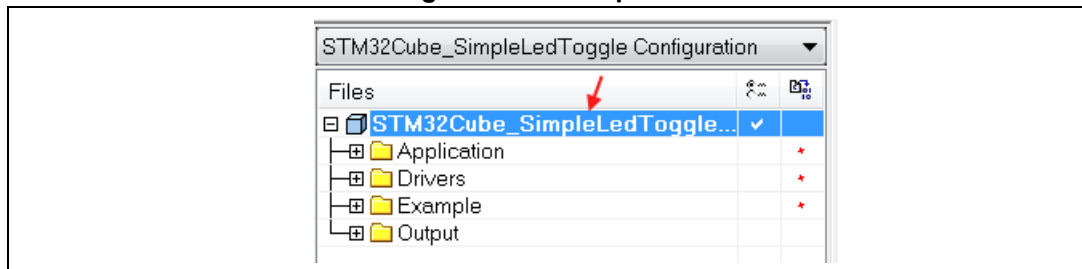 STM32Cube_SimpleLedToggle Configuration
Files
STM32Cube_SimpleLedToggle...
Application
Drivers
Example
Output